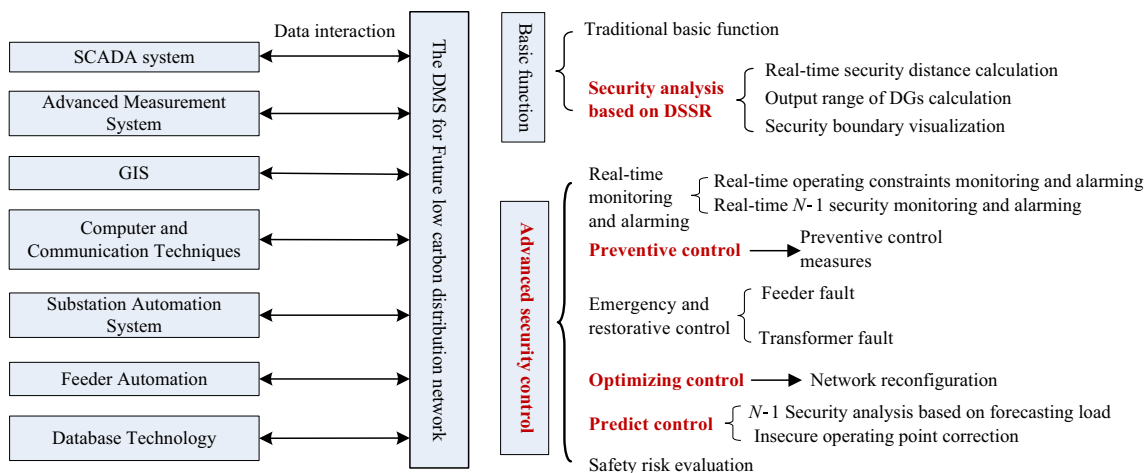 Data interaction
SCADA system
Advanced Measurement
System
GIS
Computer and
Communication Techniques
Substation Automation
System
Feeder Automation
Database Technology
The DMS for Future low carbon distribution network
Basic function
Traditional basic function
Security analysis
based on DSSR
Real-time security distance calculation
Output range of DGs calculation
Security boundary visualization
Advanced security control
Real-time
monitoring
and alarming
Real-time operating constraints monitoring and alarming
Real-time N-1 security monitoring and alarming
Preventive control
Preventive control
measures
Emergency and
restorative control
Feeder fault
Transformer fault
Optimizing control
Network reconfiguration
Predict control
N-1 Security analysis based on forecasting load
Insecure operating point correction
Safety risk evaluation